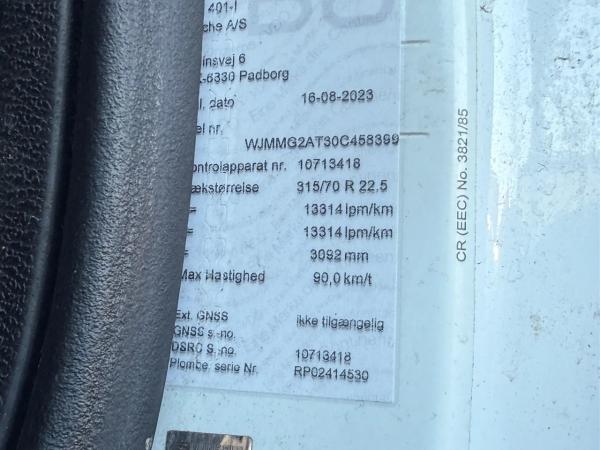 401-I
che A/S
insvej 6
-6330 Padborg
l. dato 16-08-2023
el nr.
WJMMG2AT30C458399
ontrolapparat nr. 10713418
ækstørrelse 315/70 R 22.5
= 13314 lpm/km
= 13314 lpm/km
= 3092 mm
Max Hastighed 90,0 km/t
Ext. GNSS ikke tilgængelig
GNSS s.-no.
DSRC S.-no. 10713418
Plombe. serie Nr. RP02414530
CR (EEC) No. 3821/85